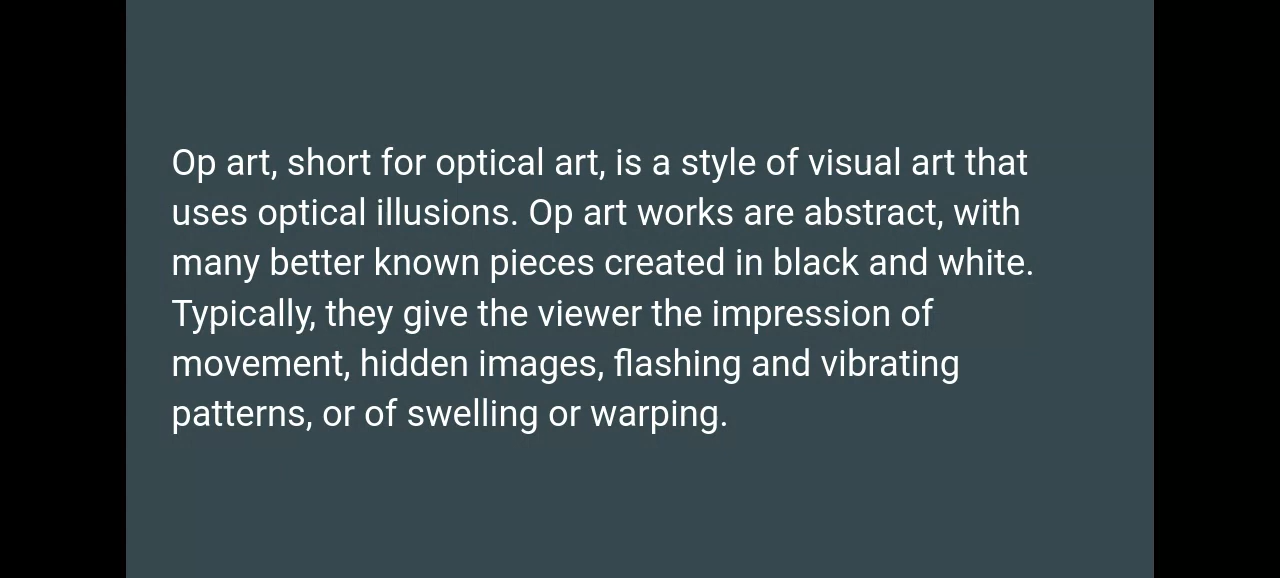 Op art, short for optical art, is a style of visual art that
uses optical illusions. Op art works are abstract, with
many better known pieces created in black and white.
Typically, they give the viewer the impression of
movement, hidden images, flashing and vibrating
patterns, or of swelling or warping.